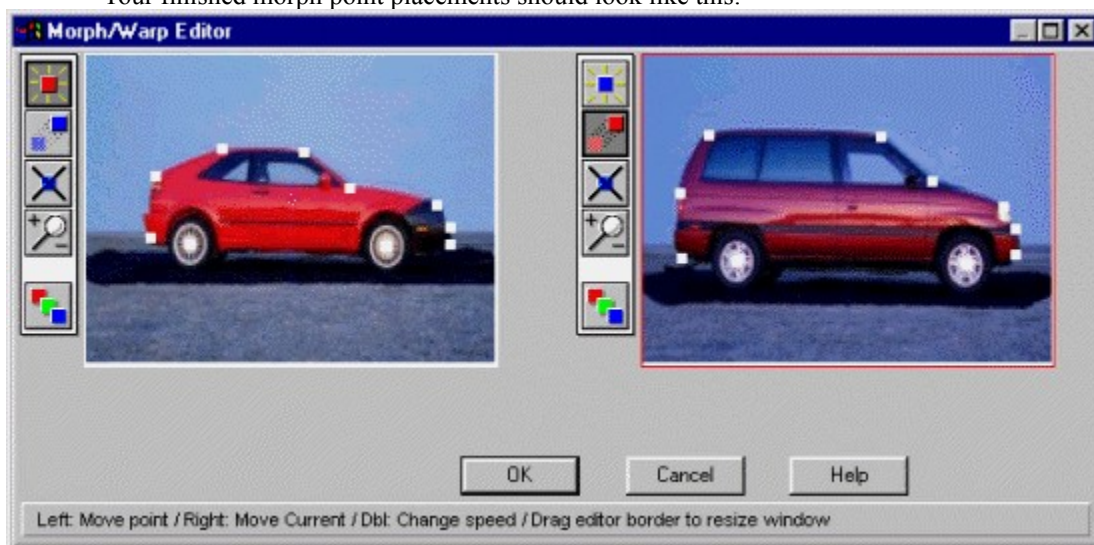 Your finished morph point placements should look like this:
Morph/Warp Editor
OK
Cancel
Help
Left: Move point / Right: Move Current / Dbl: Change speed / Drag editor border to resize window